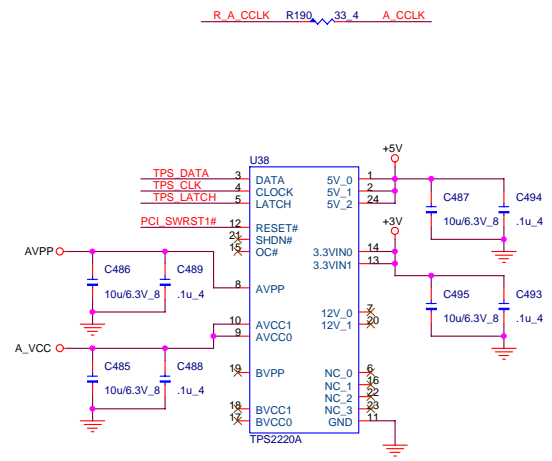 R_A_CCLK R190 33_4 A_CCLK
U38
+5V
TPS_DATA 3 DATA 5V_0 1
TPS_CLK 4 CLOCK 5V_1 2
TPS_LATCH 5 LATCH 5V_2 24
C487 C494
10u/6.3V_8 .1u_4
PCI_SWRST1# 12 RESET#
21 SHDN#
15 OC#
+3V
3.3VIN0 14
3.3VIN1 13
AVPP
C486 C489
10u/6.3V_8 .1u_4
8 AVPP
C495 C493
10u/6.3V_8 .1u_4
12V_0 7
12V_1 20
10 AVCC1
9 AVCC0
A_VCC
C485 C488
10u/6.3V_8 .1u_4
19 BVPP
NC_0 6
NC_1 16
NC_2 22
NC_3 23
GND 11
18 BVCC1
17 BVCC0
TPS2220A